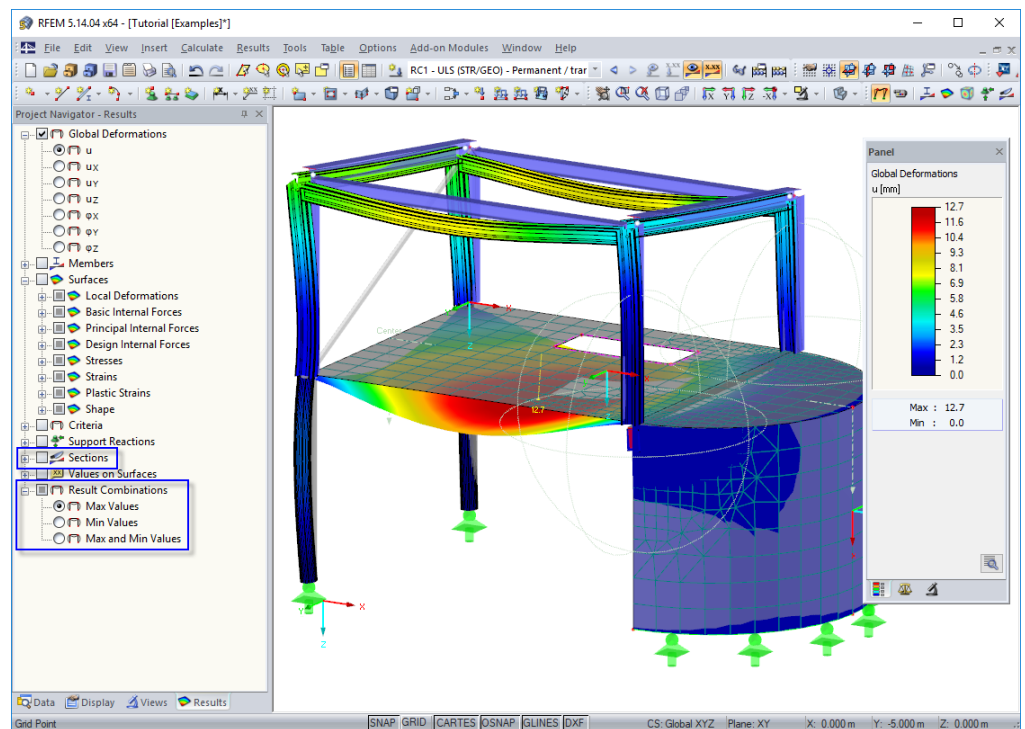 RFEM 5.14.04 x64 - [Tutorial [Examples]*]
File Edit View Insert Calculate Results Tools Table Options Add-on Modules Window Help
RC1 - ULS (STR/GEO) - Permanent / trar
Project Navigator - Results
Global Deformations
u
uX
uY
uZ
φX
φY
φZ
Members
Surfaces
Local Deformations
Basic Internal Forces
Principal Internal Forces
Design Internal Forces
Stresses
Strains
Plastic Strains
Shape
Criteria
Support Reactions
Sections
Values on Surfaces
Result Combinations
Max Values
Min Values
Max and Min Values
Data Display Views Results
Center
X
Z
X
12.7
Y
Y
X
Z
Panel
Global Deformations
u [mm]
12.7
11.6
10.4
9.3
8.1
6.9
5.8
4.6
3.5
2.3
1.2
0.0
Max : 12.7
Min : 0.0
Grid Point SNAP GRID CARTES OSNAP GLINES DXF CS: Global XYZ Plane: XY X: 0.000 m Y: -5.000 m Z: 0.000 m